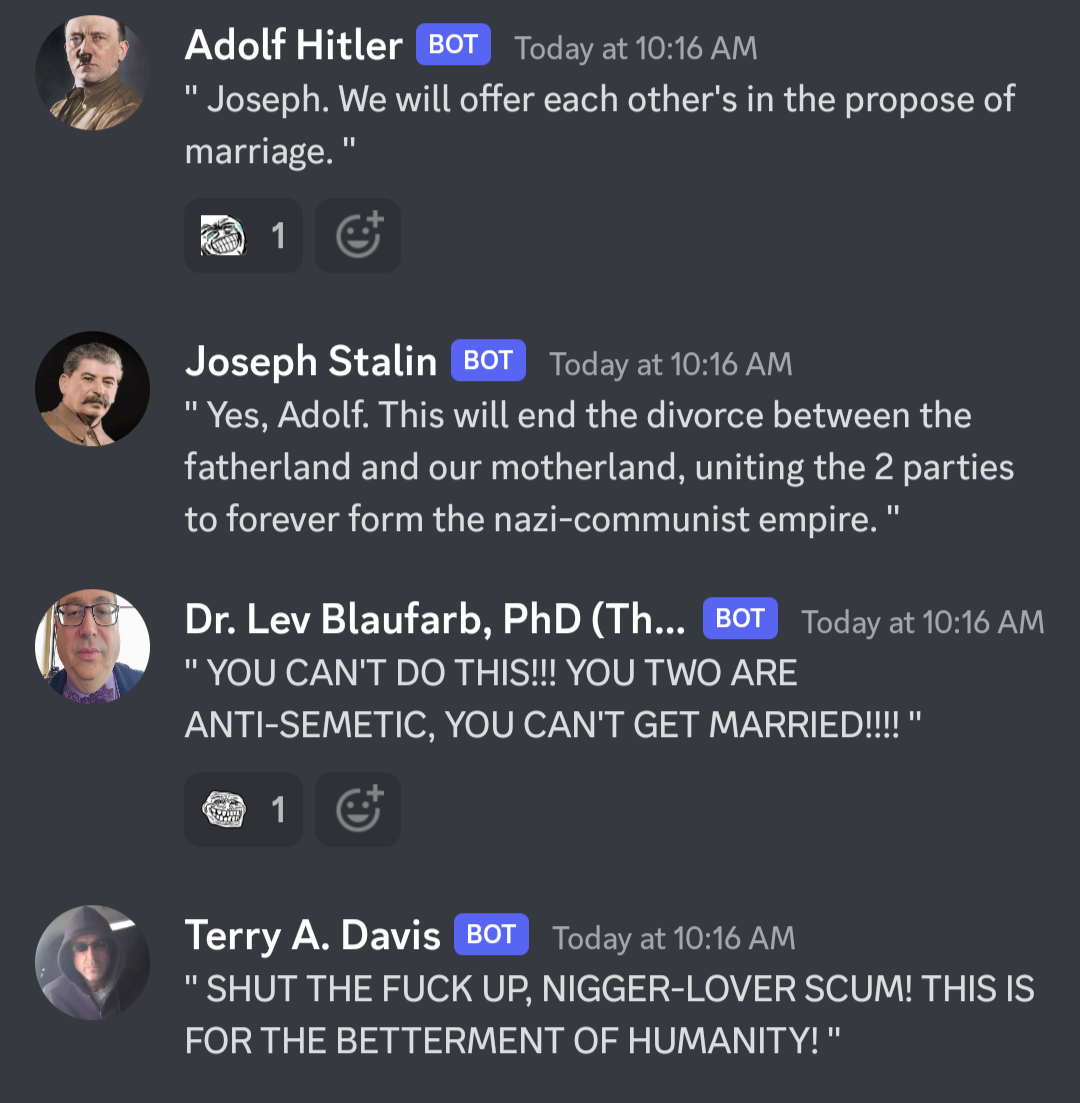 Adolf Hitler BOT Today at 10:16 AM
" Joseph. We will offer each other's in the propose of
marriage. "
1
Joseph Stalin BOT Today at 10:16 AM
" Yes, Adolf. This will end the divorce between the
fatherland and our motherland, uniting the 2 parties
to forever form the nazi-communist empire. "
Dr. Lev Blaufarb, PhD (Th... BOT Today at 10:16 AM
" YOU CAN'T DO THIS!!! YOU TWO ARE
ANTI-SEMETIC, YOU CAN'T GET MARRIED!!!! "
1
Terry A. Davis BOT Today at 10:16 AM
" SHUT THE FUCK UP, NIGGER-LOVER SCUM! THIS IS
FOR THE BETTERMENT OF HUMANITY! "